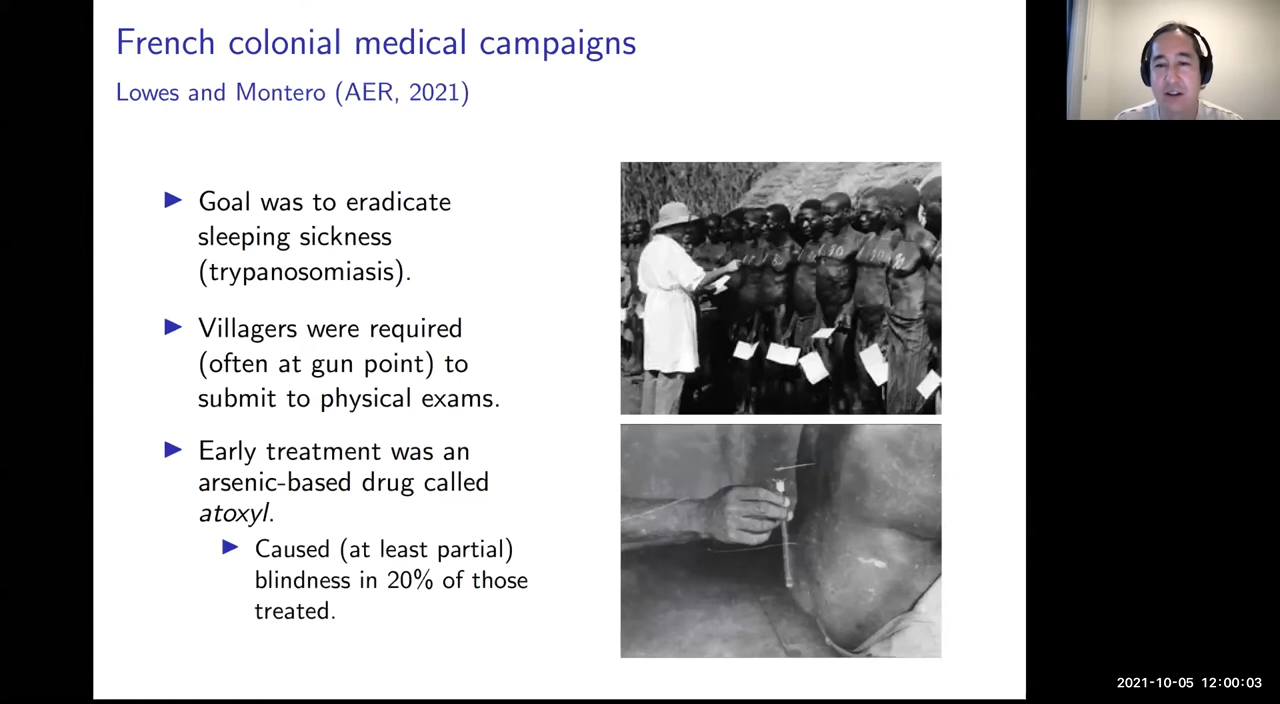 French colonial medical campaigns
Lowes and Montero (AER, 2021)
Goal was to eradicate
sleeping sickness
(trypanosomiasis).
Villagers were required
(often at gun point) to
submit to physical exams.
Early treatment was an
arsenic-based drug called
atoxyl.
Caused (at least partial)
blindness in 20% of those
treated.
2021-10-05 12:00:03